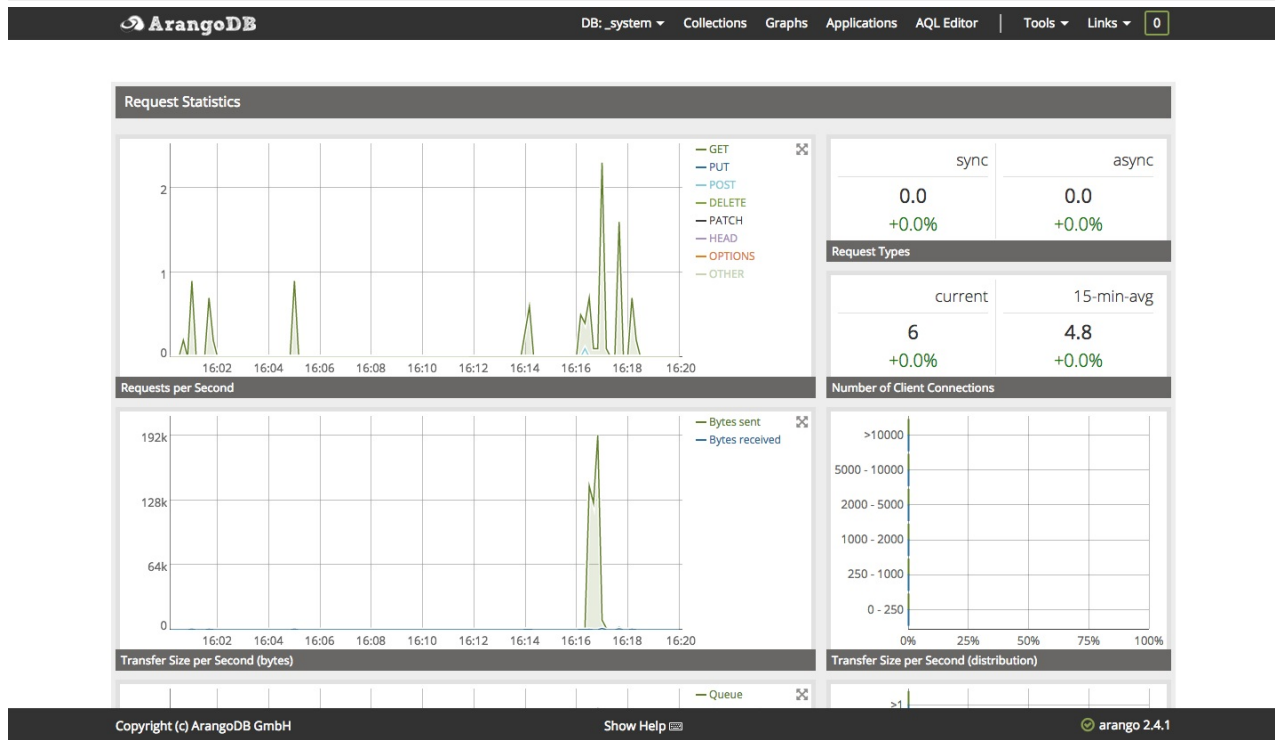 ArangoDB DB: _system Collections Graphs Applications AQL Editor Tools Links 0
Request Statistics
GET
PUT
POST
DELETE
PATCH
HEAD
OPTIONS
OTHER
2
1
0
16:02 16:04 16:06 16:08 16:10 16:12 16:14 16:16 16:18 16:20
Requests per Second
sync async
0.0 0.0
+0.0% +0.0%
Request Types
current 15-min-avg
6 4.8
+0.0% +0.0%
Number of Client Connections
Bytes sent
Bytes received
192k
128k
64k
0
16:02 16:04 16:06 16:08 16:10 16:12 16:14 16:16 16:18 16:20
Transfer Size per Second (bytes)
>10000
5000 - 10000
2000 - 5000
1000 - 2000
250 - 1000
0 - 250
0% 25% 50% 75% 100%
Transfer Size per Second (distribution)
Queue
>1
Copyright (c) ArangoDB GmbH Show Help arango 2.4.1